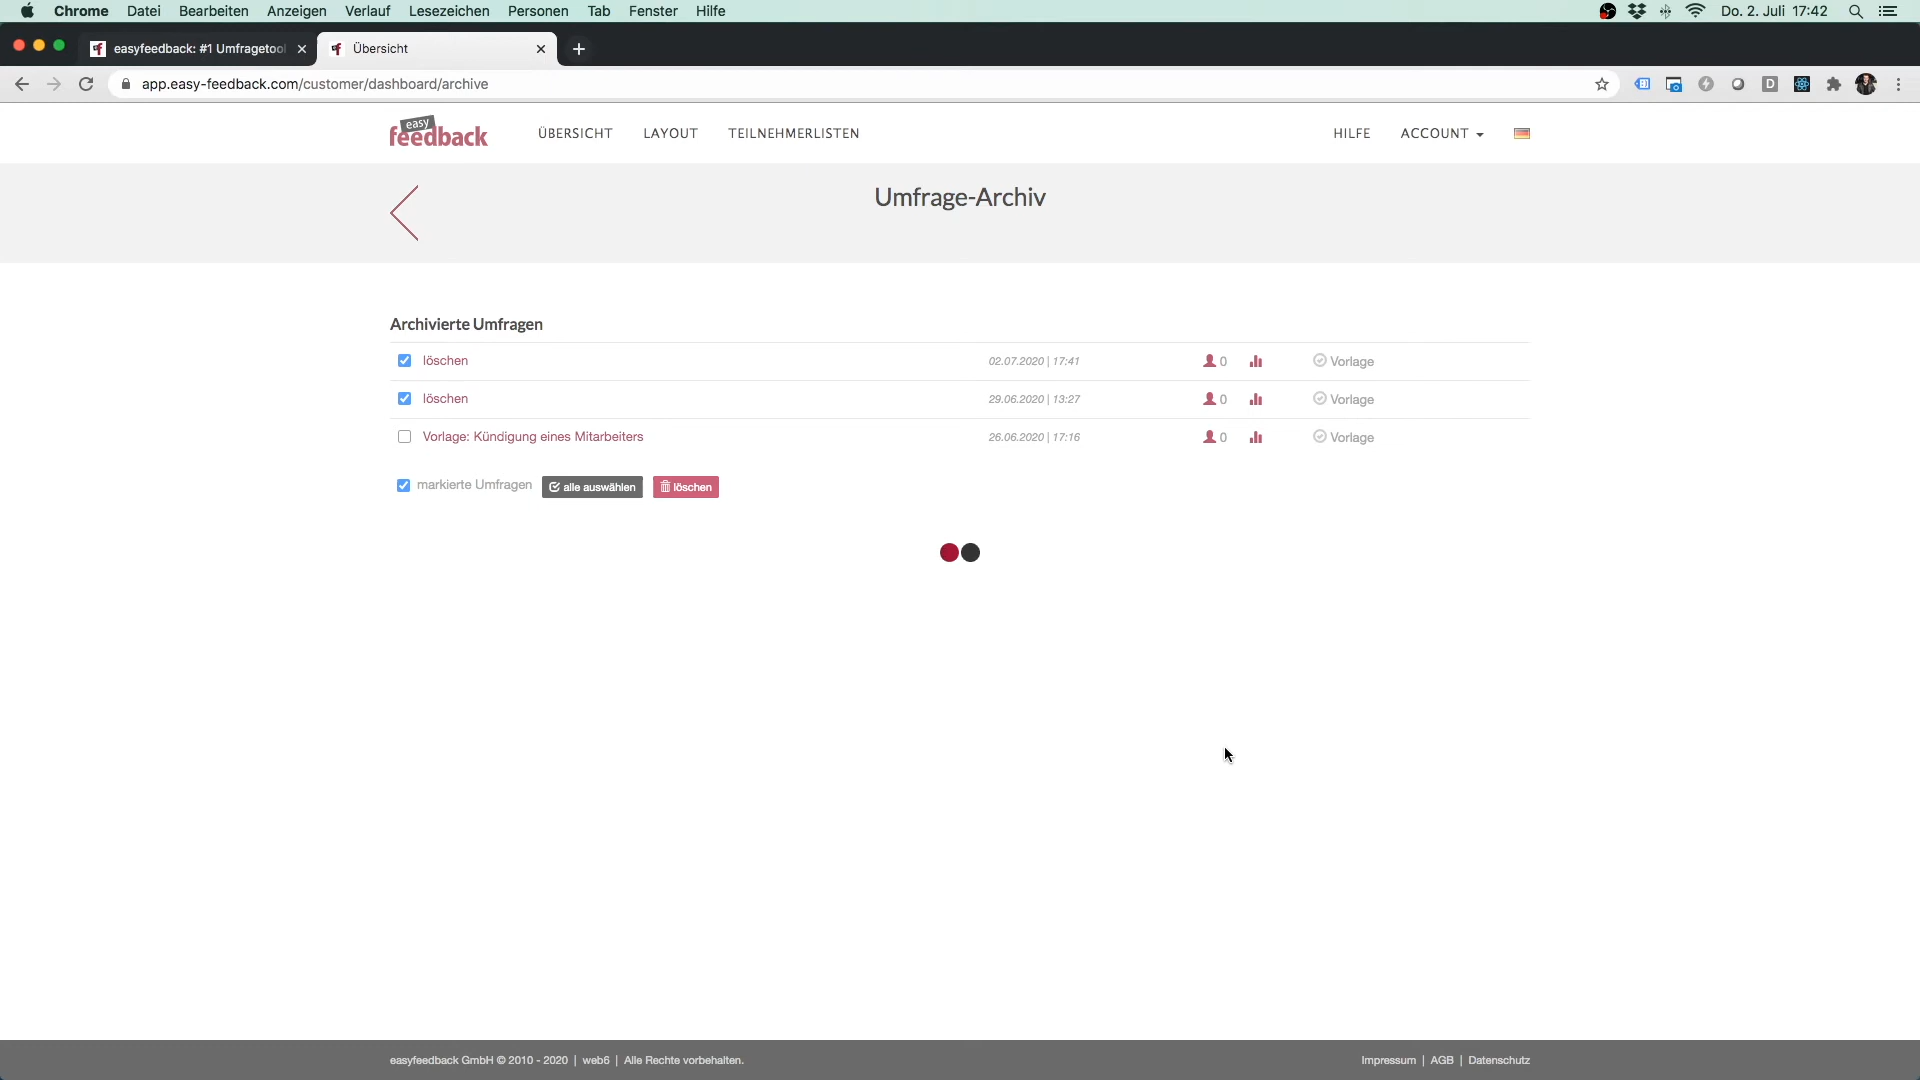 Chrome Datei Bearbeiten Anzeigen Verlauf Lesezeichen Personen Tab Fenster Hilfe Do. 2. Juli 17:42
easyfeedback: #1 Umfragetool Übersicht
app.easy-feedback.com/customer/dashboard/archive
easy
feedback ÜBERSICHT LAYOUT TEILNEHMERLISTEN HILFE ACCOUNT
Umfrage-Archiv
Archivierte Umfragen
löschen 02.07.2020 | 17:41 0 Vorlage
löschen 29.06.2020 | 13:27 0 Vorlage
Vorlage: Kündigung eines Mitarbeiters 26.06.2020 | 17:16 0 Vorlage
markierte Umfragen alle auswählen löschen
easyfeedback GmbH © 2010 - 2020 | web6 | Alle Rechte vorbehalten. Impressum | AGB | Datenschutz